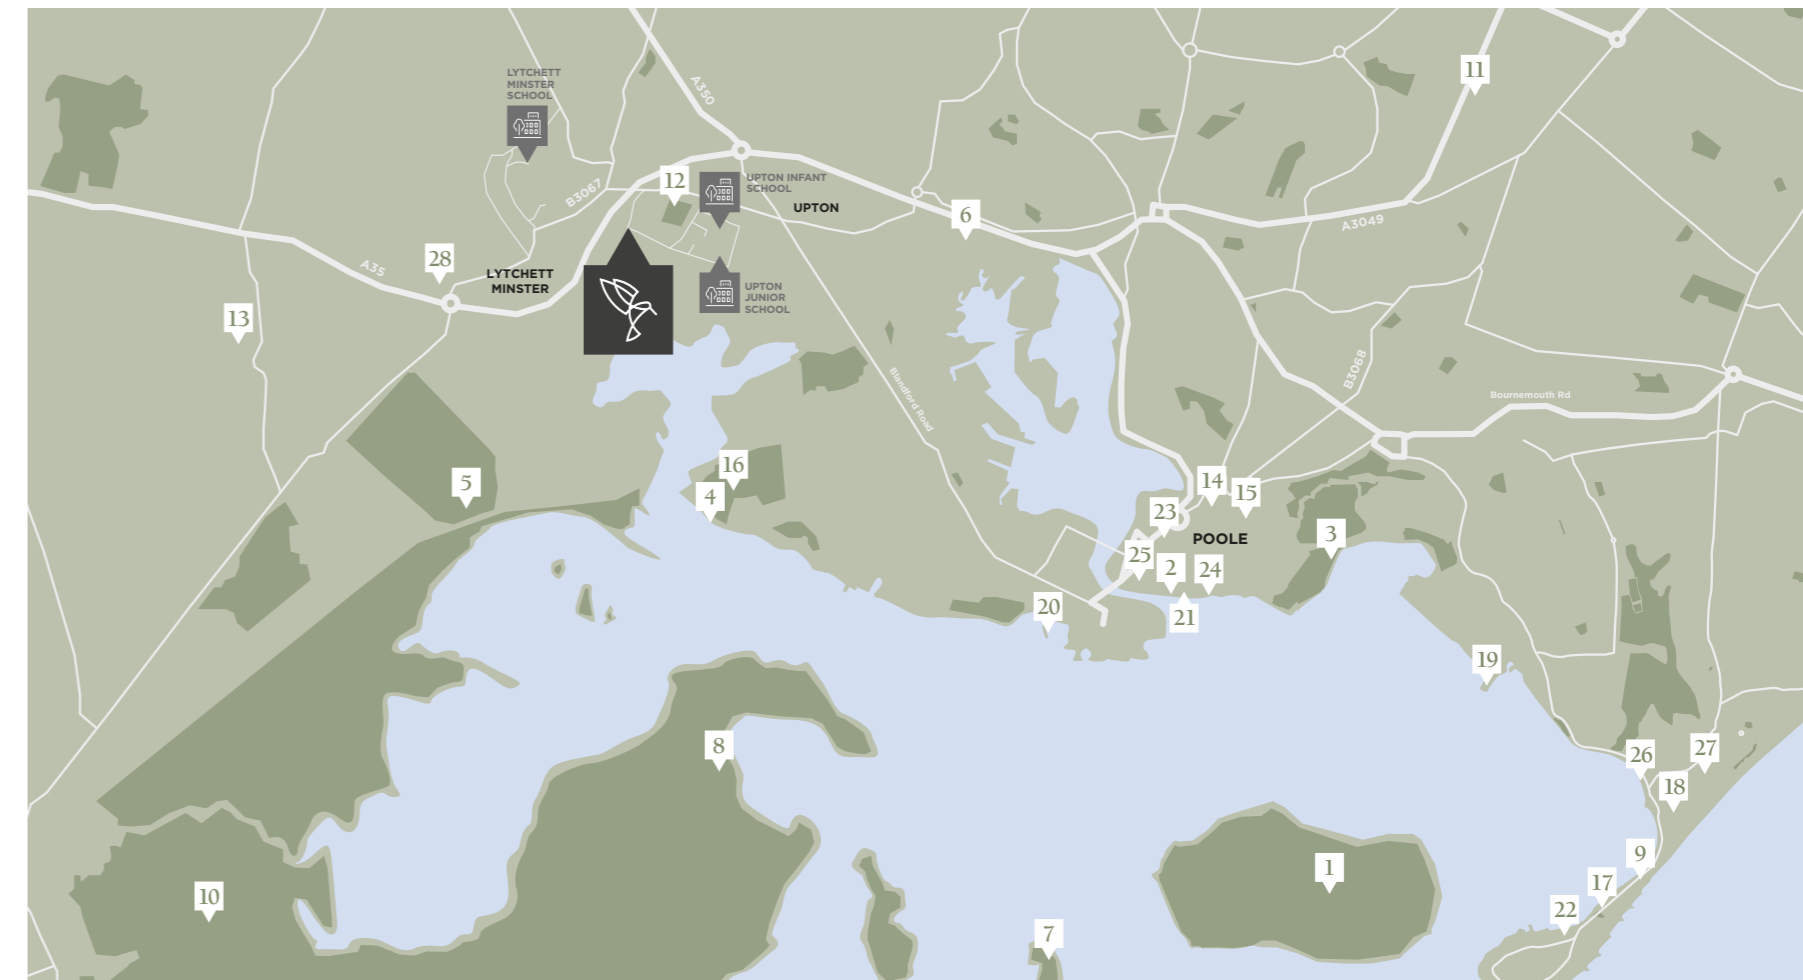 LYTCHETT
MINSTER
SCHOOL
A350
11
B3067
12
UPTON INFANT
SCHOOL
UPTON
6
A3049
28
A35
LYTCHETT
MINSTER
UPTON
JUNIOR
SCHOOL
13
B3068
Blandford Road
Bournemouth Rd
16
5
4
14
15
23
POOLE
3
25
2
24
20
21
19
8
26
27
18
9
1
17
10
22
7